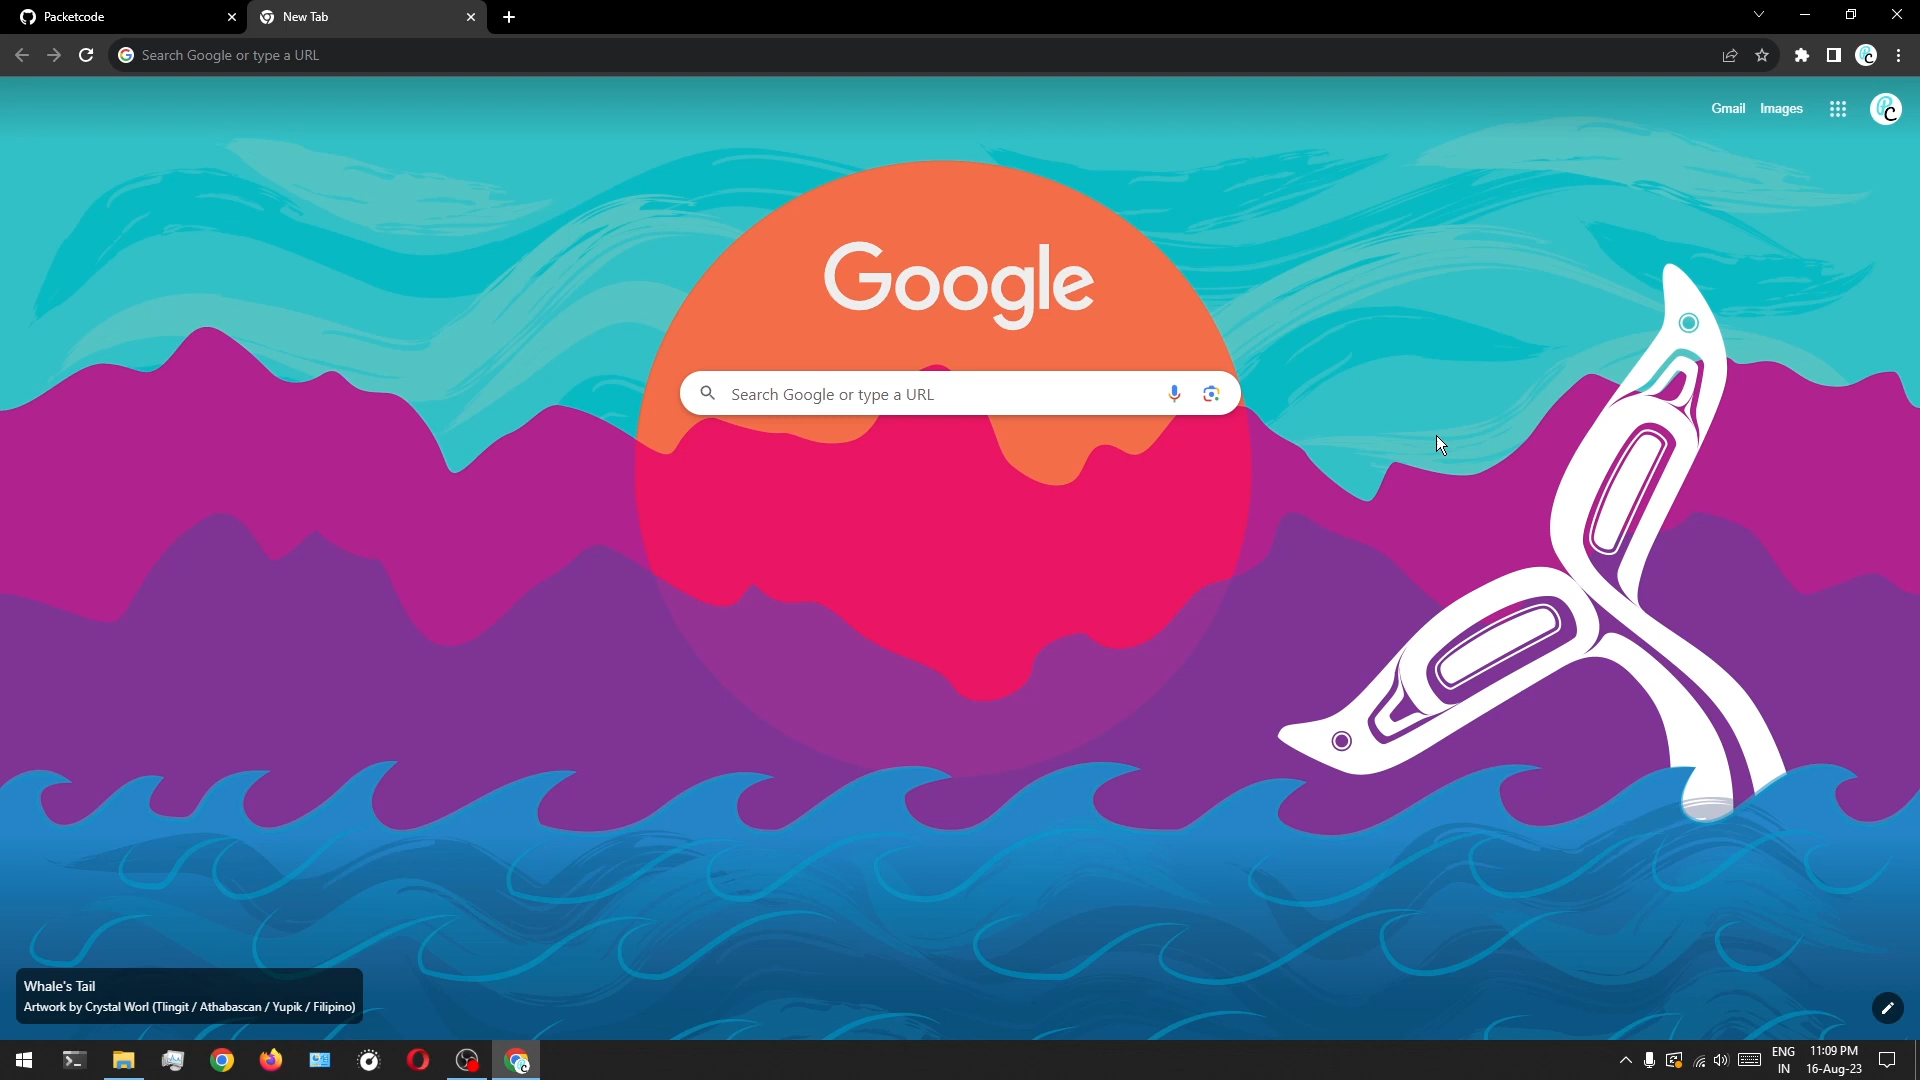 Packetcode
New Tab
Search Google or type a URL
Gmail Images
Google
Search Google or type a URL
Whale's Tail
Artwork by Crystal Worl (Tlingit / Athabascan / Yupik / Filipino)
ENG
IN
11:09 PM
16-Aug-23